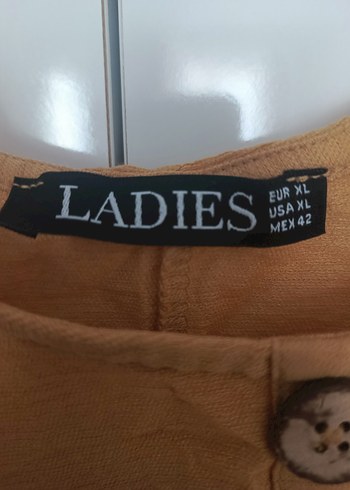 LADIES
EUR XL
USA XL
MEX 42